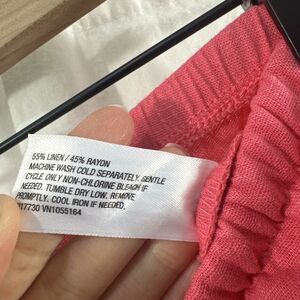 55% LINEN / 45% RAYON
MACHINE WASH COLD SEPARATELY. GENTLE
CYCLE. ONLY NON-CHLORINE BLEACH IF
NEEDED. TUMBLE DRY LOW. REMOVE
PROMPTLY. COOL IRON IF NEEDED.
17730 VN1055164